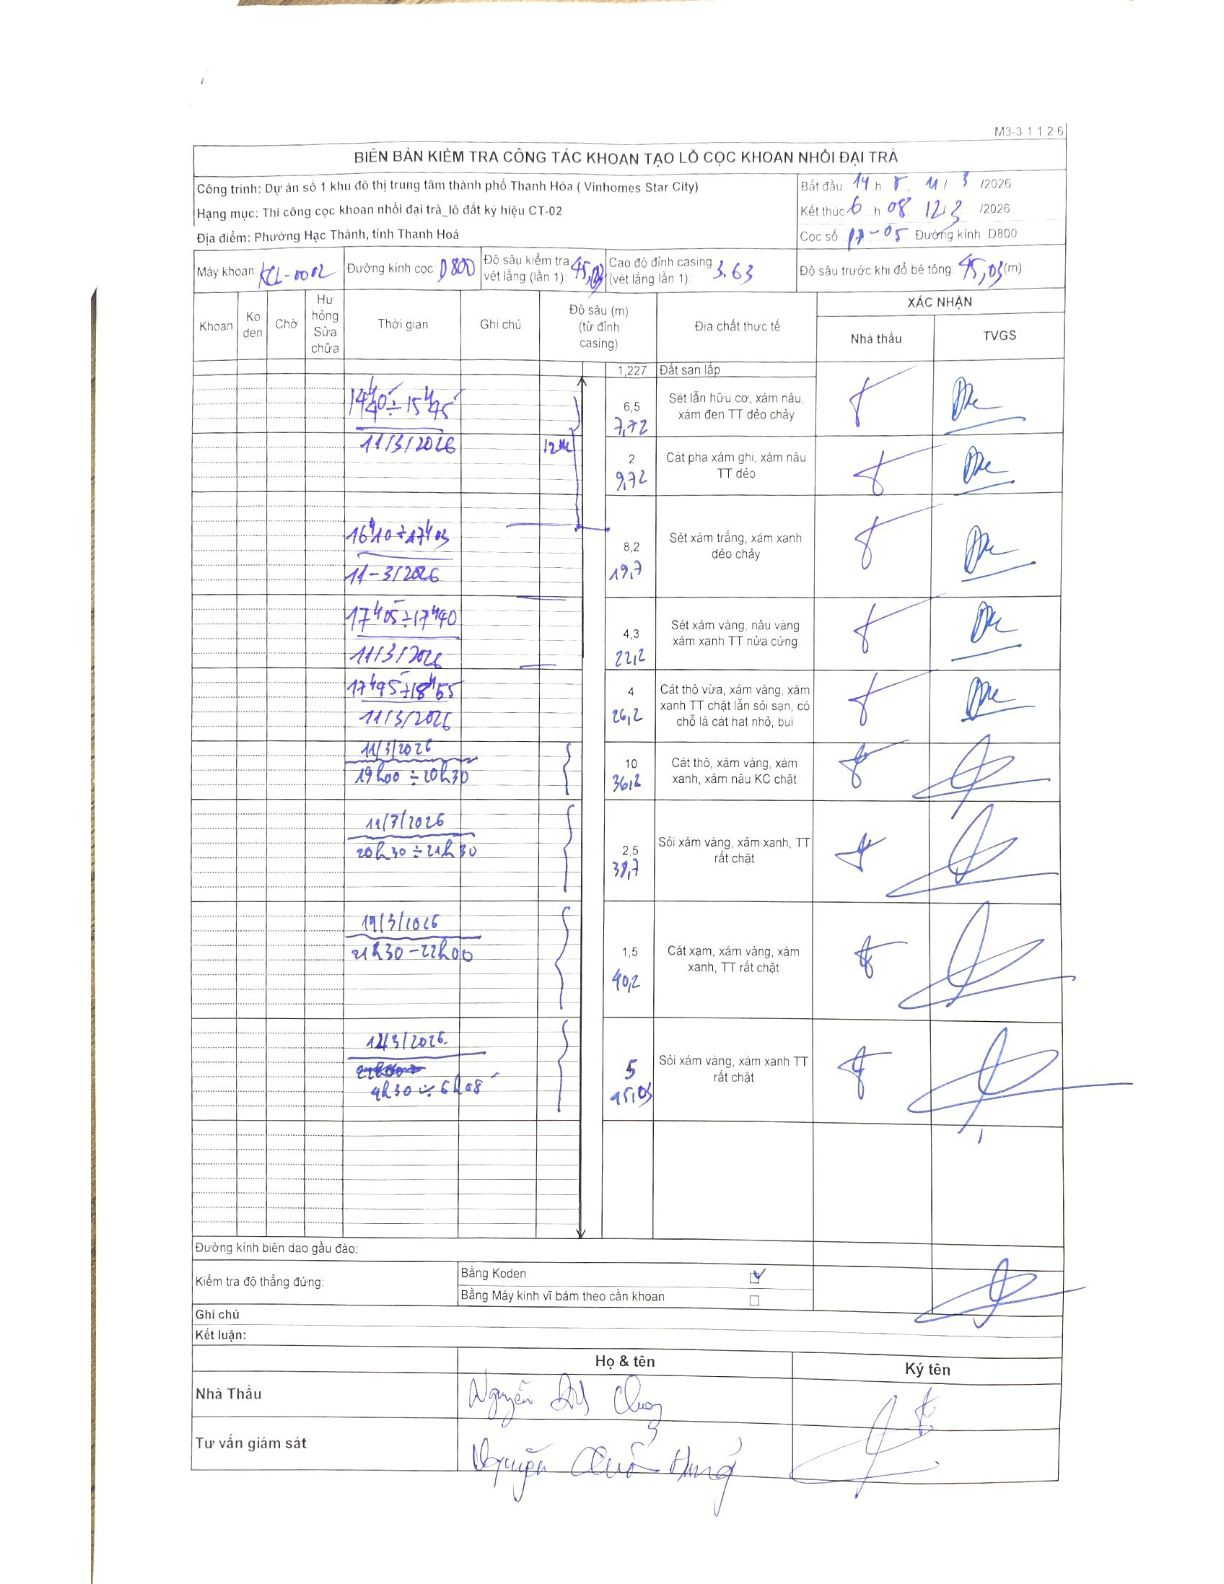 M3-3 1 1 2 6
BIÊN BẢN KIỂM TRA CÔNG TÁC KHOAN TẠO LỖ CỌC KHOAN NHỒI ĐẠI TRÀ
Công trình: Dự án số 1 khu đô thị trung tâm thành phố Thanh Hóa ( Vinhomes Star City)
Bắt đầu 14 h 5 11/ 3 /2026
Hạng mục: Thi công cọc khoan nhồi đại trà_lô đất ký hiệu CT-02
Kết thúc 6 h 08 12/3 /2026
Địa điểm: Phường Hạc Thành, tỉnh Thanh Hoá
Cọc số 17-05 Đường kính D800
Máy khoan: KCL-0002
Đường kính cọc D800
Độ sâu kiểm tra vét lắng (lần 1): 45,03
Cao độ đỉnh casing (vét lắng lần 1): 3.63
Độ sâu trước khi đổ bê tông: 45,03 (m)
Khoan
Ko đen
Chờ
Hư hỏng Sửa chữa
Thời gian
Ghi chú
Độ sâu (m) (từ đỉnh casing)
Địa chất thực tế
XÁC NHẬN
Nhà thầu
TVGS
1,227 Đất san lấp
14h40÷15h45
11/3/2026
6,5
7,72
Sét lẫn hữu cơ, xám nâu, xám đen TT dẻo chảy
2
9,72
Cát pha xám ghi, xám nâu TT dẻo
16h10÷17h03
11-3/2026
8,2
19,7
Sét xám trắng, xám xanh dẻo chảy
17h05÷17h40
11/3/2026
4,3
22,2
Sét xám vàng, nâu vàng xám xanh TT nửa cứng
17h45÷18h55
11/3/2026
4
26,2
Cát thô vừa, xám vàng, xám xanh TT chặt lẫn sỏi sạn, có chỗ là cát hạt nhỏ, bụi
11/3/2026
19h00 ÷20h30
10
36,2
Cát thô, xám vàng, xám xanh, xám nâu KC chặt
11/3/2026
20h30÷21h30
2,5
38,7
Sỏi xám vàng, xám xanh, TT rất chặt
11/3/2026
21h30-22h00
1,5
40,2
Cát xạm, xám vàng, xám xanh, TT rất chặt
12/3/2026
4h30÷6h08
5
45,03
Sỏi xám vàng, xám xanh TT rất chặt
Đường kính biên dao gầu đào:
Kiểm tra độ thẳng đứng:
Bằng Koden
Bằng Máy kinh vĩ bám theo cần khoan
Ghi chú
Kết luận:
Họ & tên
Ký tên
Nhà Thầu
Nguyễn
Tư vấn giám sát
Nguyễn